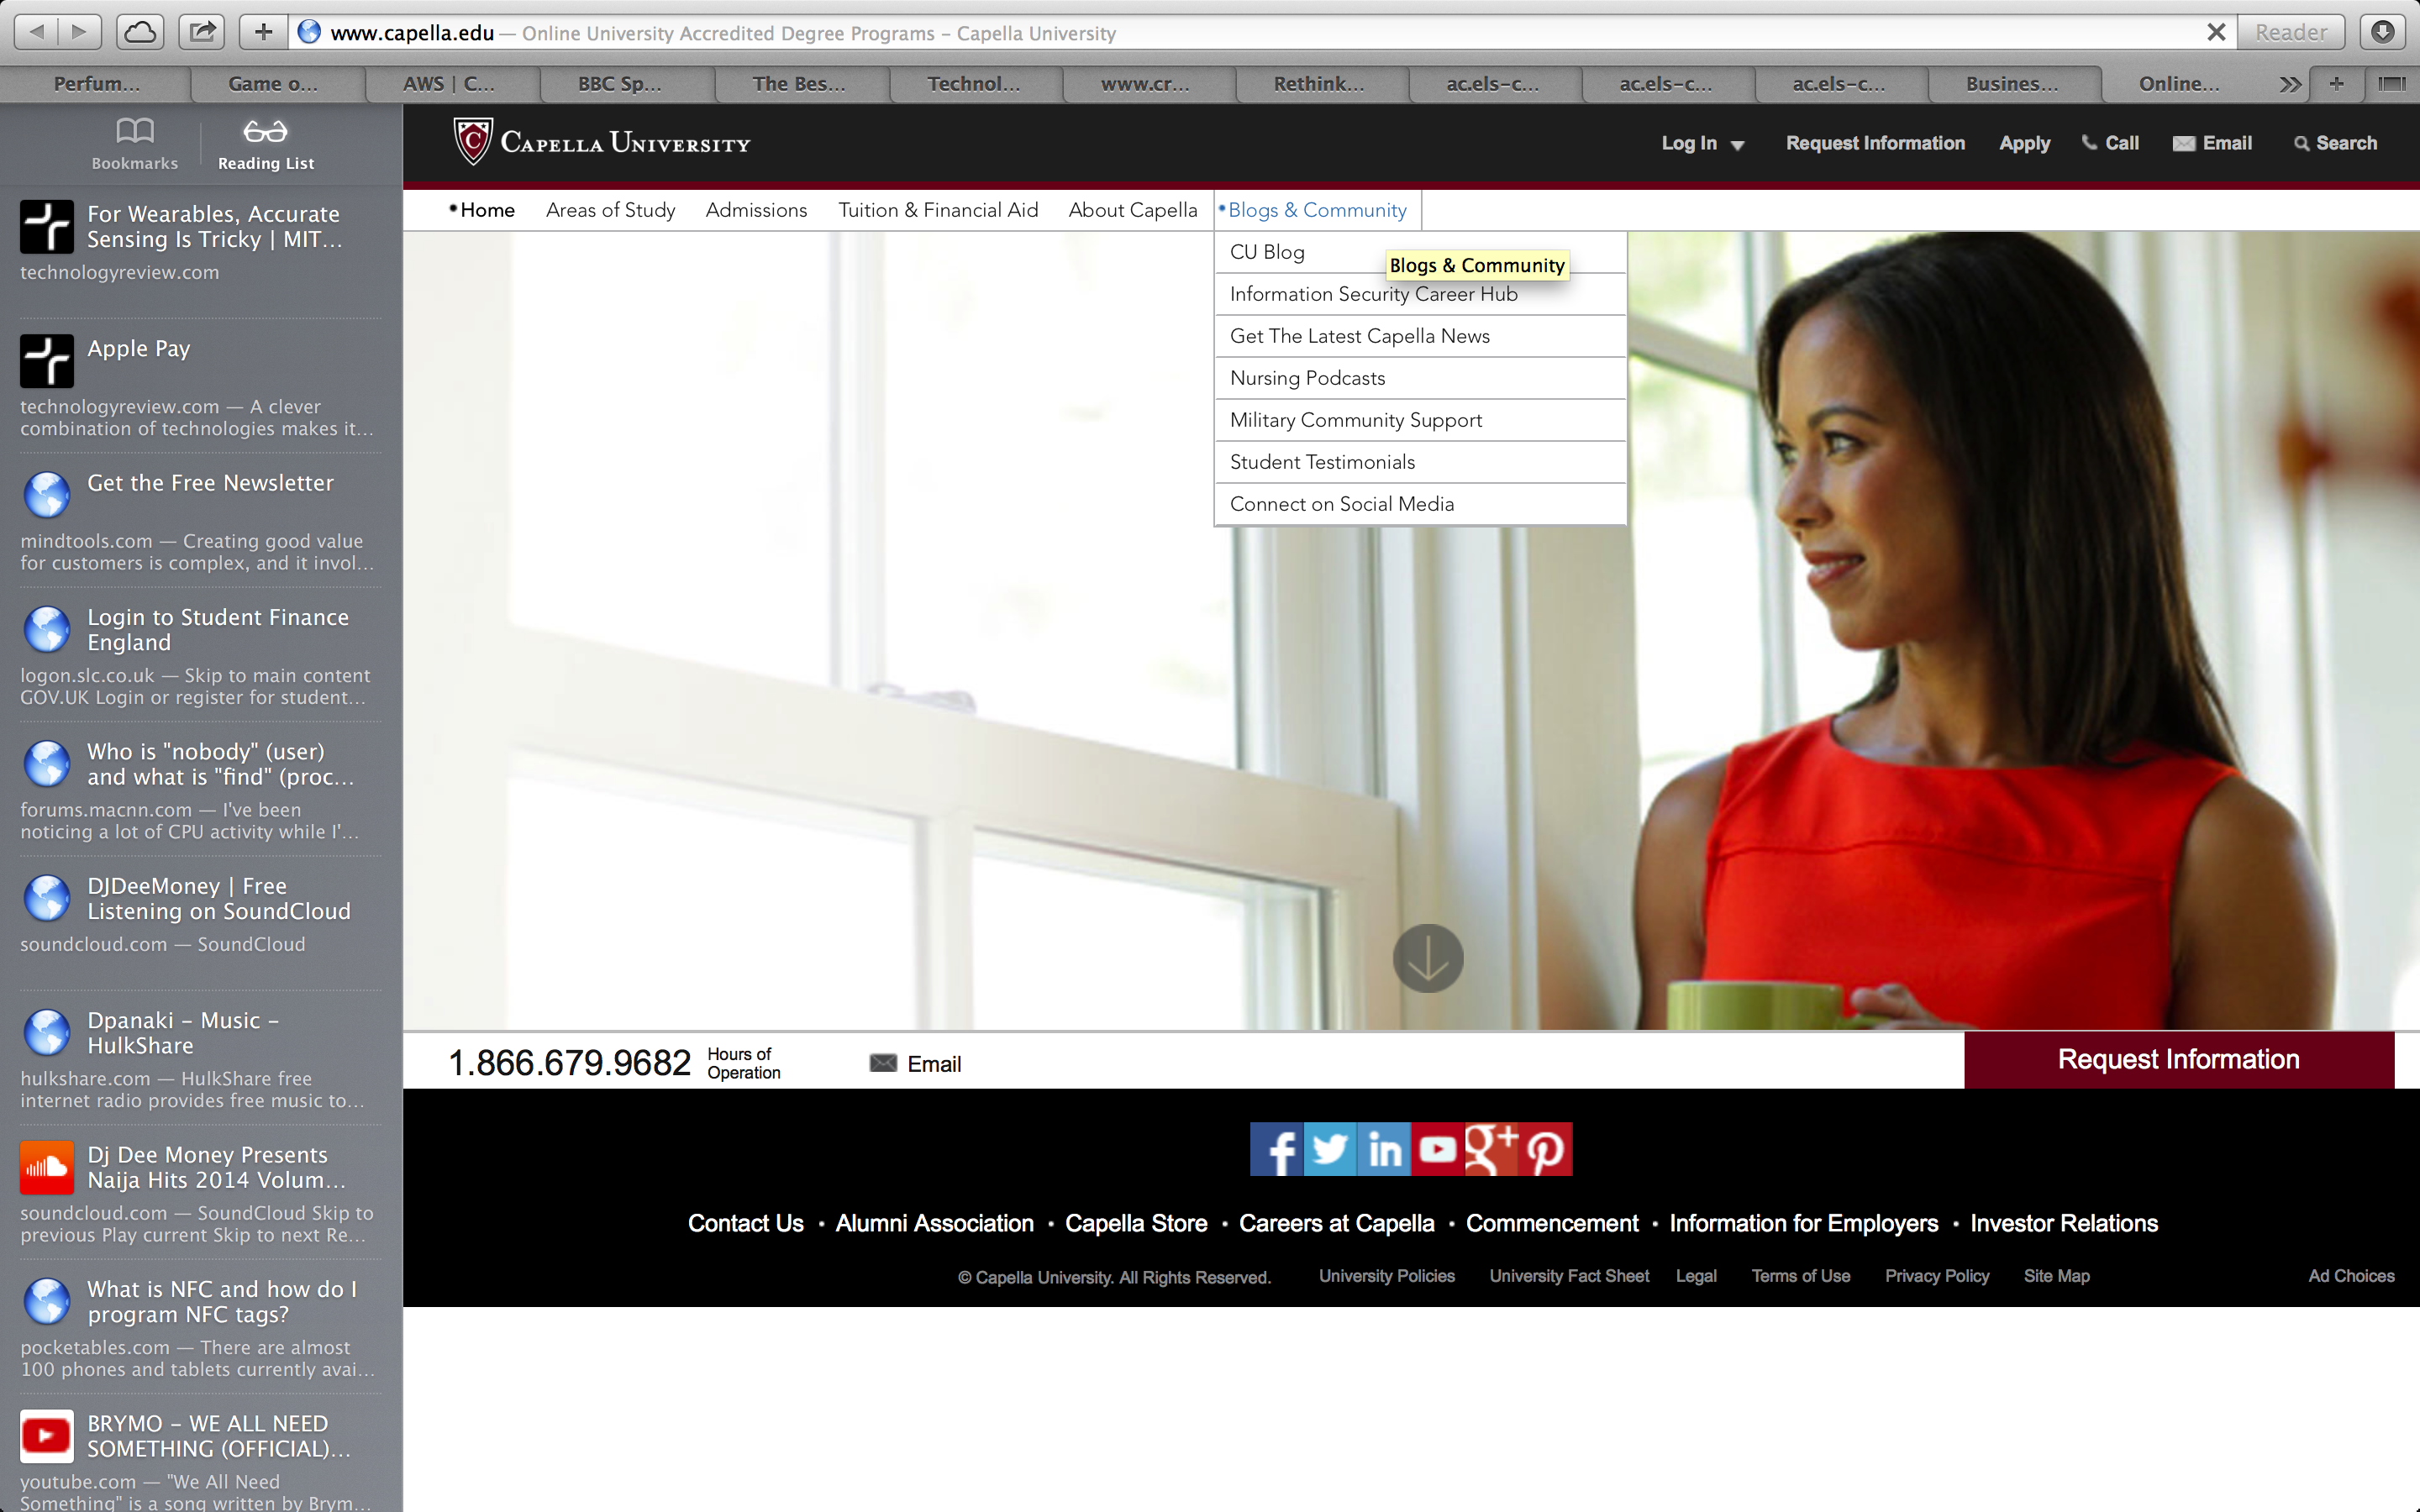 www.capella.edu — Online University Accredited Degree Programs – Capella University
Reader
Perfum...
Game o...
AWS | C...
BBC Sp...
The Bes...
Technol...
www.cr...
Rethink...
ac.els-c...
ac.els-c...
ac.els-c...
Busines...
Online...
Bookmarks
Reading List
For Wearables, Accurate
Sensing Is Tricky | MIT...
technologyreview.com
Apple Pay
technologyreview.com — A clever
combination of technologies makes it...
Get the Free Newsletter
mindtools.com — Creating good value
for customers is complex, and it invol...
Login to Student Finance
England
logon.slc.co.uk — Skip to main content
GOV.UK Login or register for student...
Who is "nobody" (user)
and what is "find" (proc...
forums.macnn.com — I've been
noticing a lot of CPU activity while I'...
DJDeeMoney | Free
Listening on SoundCloud
soundcloud.com — SoundCloud
Dpanaki – Music –
HulkShare
hulkshare.com — HulkShare free
internet radio provides free music to...
Dj Dee Money Presents
Naija Hits 2014 Volum...
soundcloud.com — SoundCloud Skip to
previous Play current Skip to next Re...
What is NFC and how do I
program NFC tags?
pocketables.com — There are almost
100 phones and tablets currently avai...
BRYMO – WE ALL NEED
SOMETHING (OFFICIAL)...
youtube.com — "We All Need
Something" is a song written by Brym...
C CAPELLA UNIVERSITY
Log In
Request Information
Apply
Call
Email
Search
Home
Areas of Study
Admissions
Tuition & Financial Aid
About Capella
Blogs & Community
CU Blog
Blogs & Community
Information Security Career Hub
Get The Latest Capella News
Nursing Podcasts
Military Community Support
Student Testimonials
Connect on Social Media
1.866.679.9682
Hours of
Operation
Email
Request Information
f in g+ p
Contact Us · Alumni Association · Capella Store · Careers at Capella · Commencement · Information for Employers · Investor Relations
© Capella University. All Rights Reserved.
University Policies
University Fact Sheet
Legal
Terms of Use
Privacy Policy
Site Map
Ad Choices